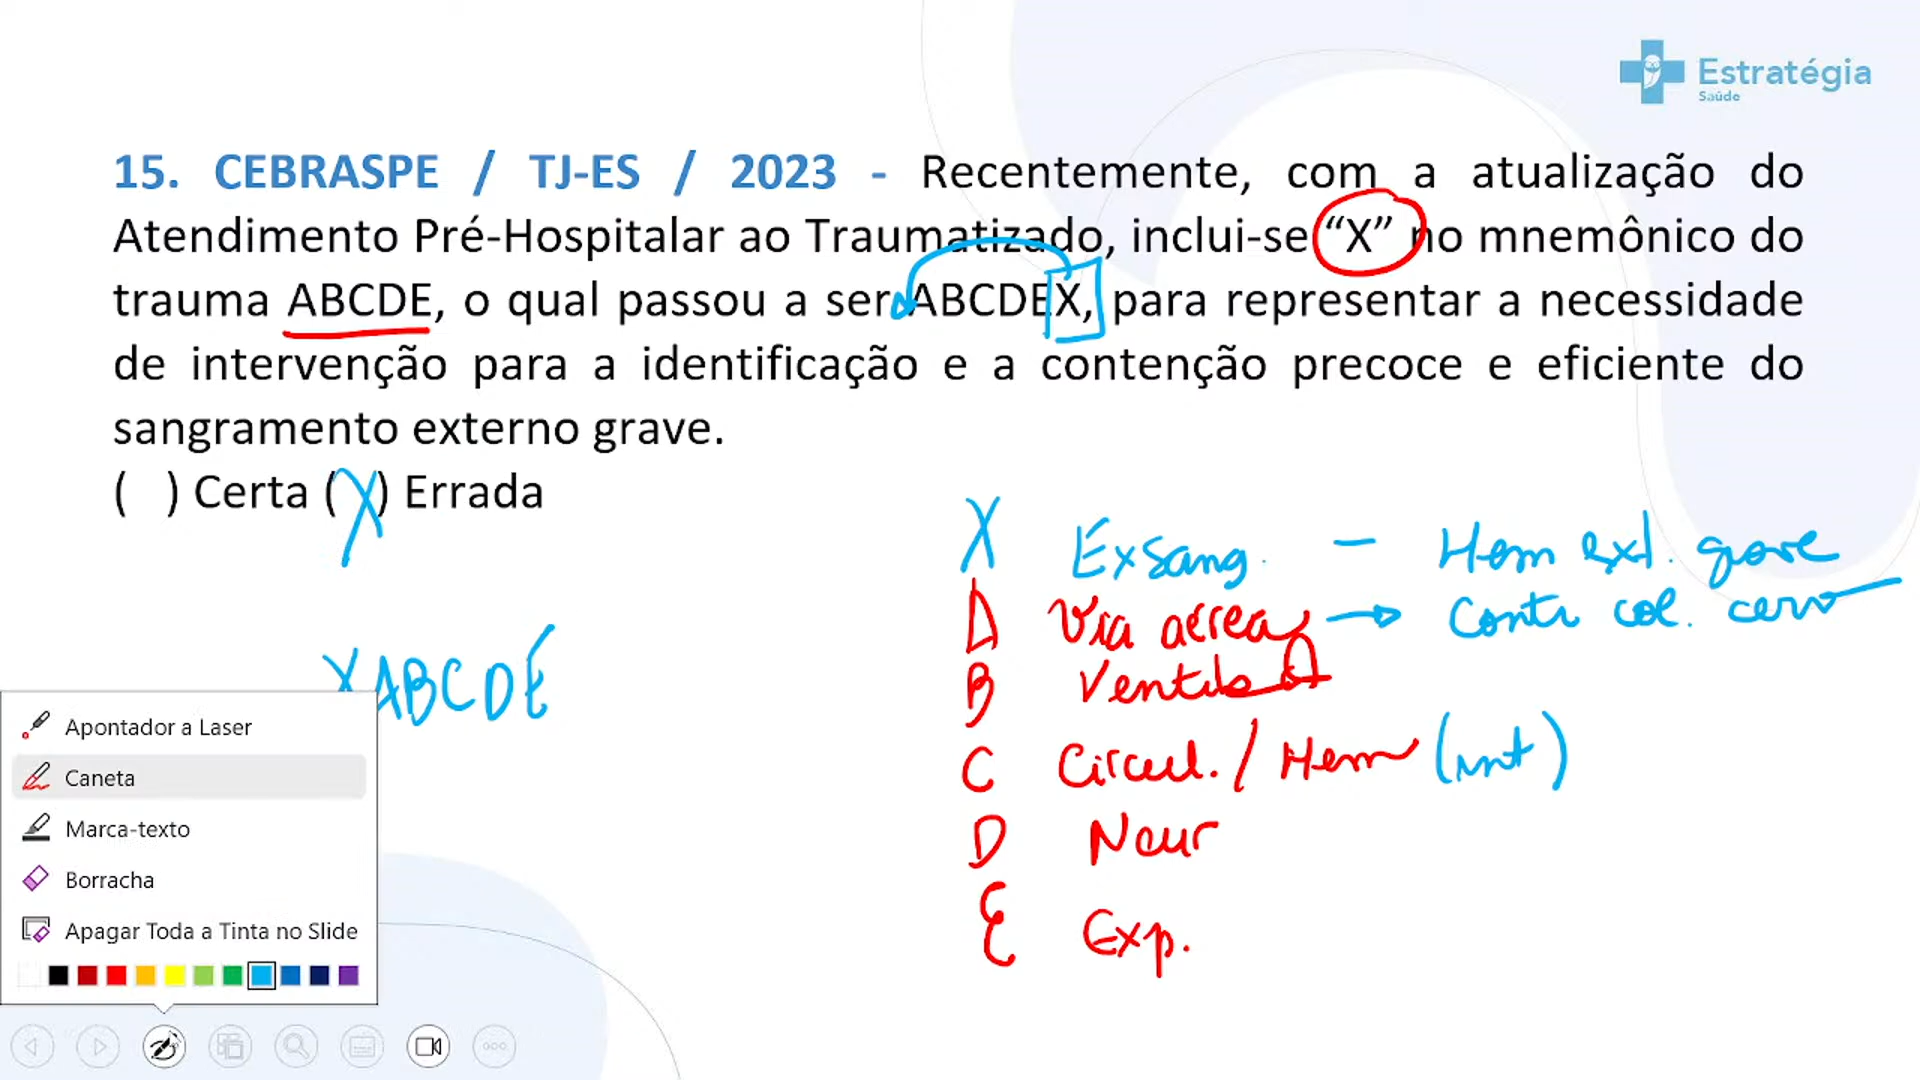 Estratégia
Saúde
15. CEBRASPE / TJ-ES / 2023 - Recentemente, com a atualização do
Atendimento Pré-Hospitalar ao Traumatizado, inclui-se “X” no mnemônico do
trauma ABCDE, o qual passou a ser ABCDEX, para representar a necessidade
de intervenção para a identificação e a contenção precoce e eficiente do
sangramento externo grave.
( ) Certa (X) Errada
X Exsang. - Hem ext. grave
A Via aérea → Contr col. cerv
B Ventila
XABCDE
C Circul. / Hem (int)
D Neur
E Exp.
Apontador a Laser
Caneta
Marca-texto
Borracha
Apagar Toda a Tinta no Slide